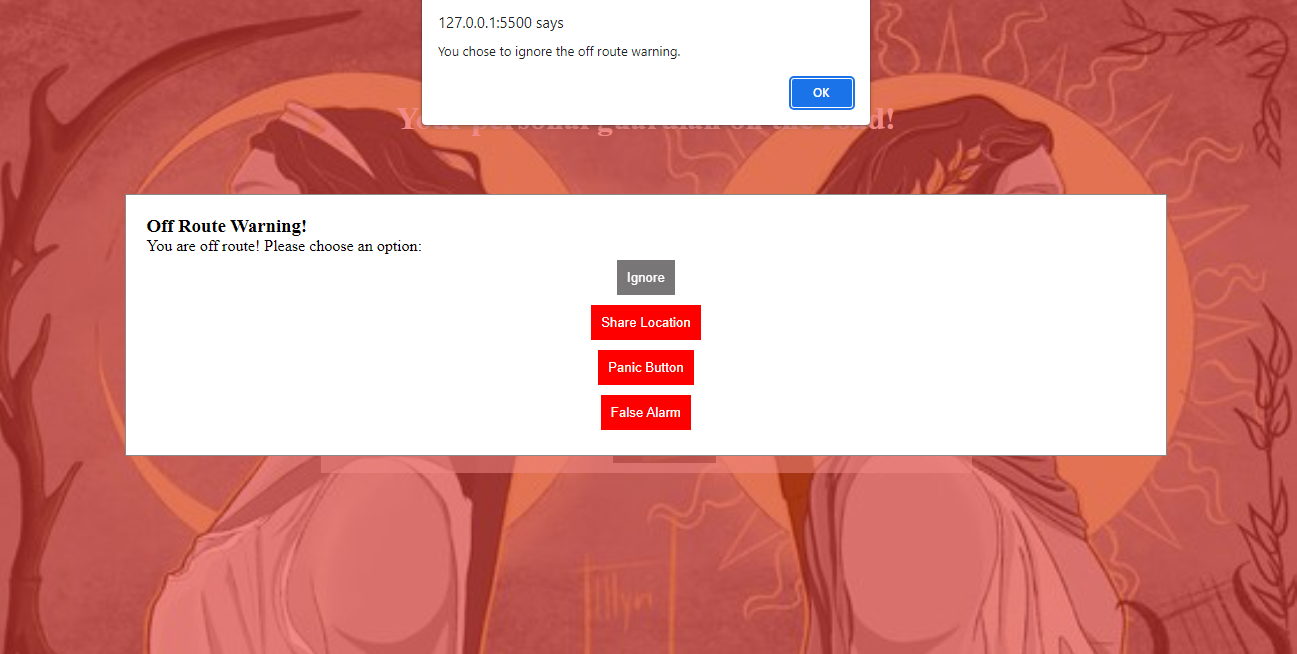 127.0.0.1:5500 says
You chose to ignore the off route warning.
OK
Your personal guardian on the road!
Off Route Warning!
You are off route! Please choose an option:
Ignore
Share Location
Panic Button
False Alarm